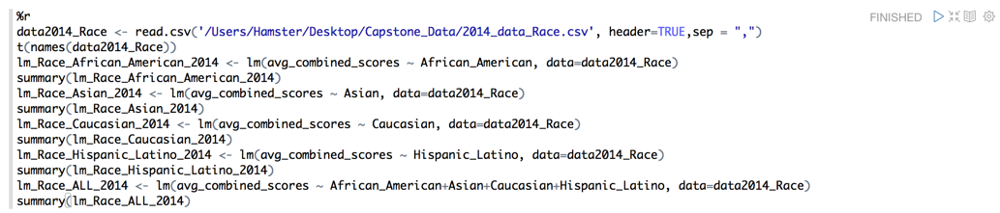 %r
FINISHED
data2014_Race <- read.csv('/Users/Hamster/Desktop/Capstone_Data/2014_data_Race.csv', header=TRUE,sep = ",")
t(names(data2014_Race))
lm_Race_African_American_2014 <- lm(avg_combined_scores ~ African_American, data=data2014_Race)
summary(lm_Race_African_American_2014)
lm_Race_Asian_2014 <- lm(avg_combined_scores ~ Asian, data=data2014_Race)
summary(lm_Race_Asian_2014)
lm_Race_Caucasian_2014 <- lm(avg_combined_scores ~ Caucasian, data=data2014_Race)
summary(lm_Race_Caucasian_2014)
lm_Race_Hispanic_Latino_2014 <- lm(avg_combined_scores ~ Hispanic_Latino, data=data2014_Race)
summary(lm_Race_Hispanic_Latino_2014)
lm_Race_ALL_2014 <- lm(avg_combined_scores ~ African_American+Asian+Caucasian+Hispanic_Latino, data=data2014_Race)
summary(lm_Race_ALL_2014)